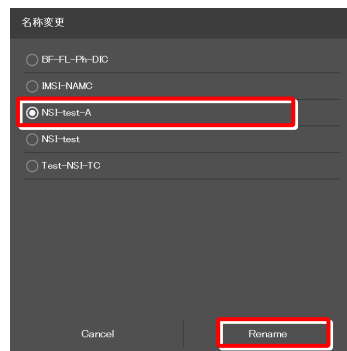 名称変更
BF-FL-Ph-DIC
IMSI-NAMC
NSI-test-A
NSI-test
Test-NSI-TC
Cancel
Rename